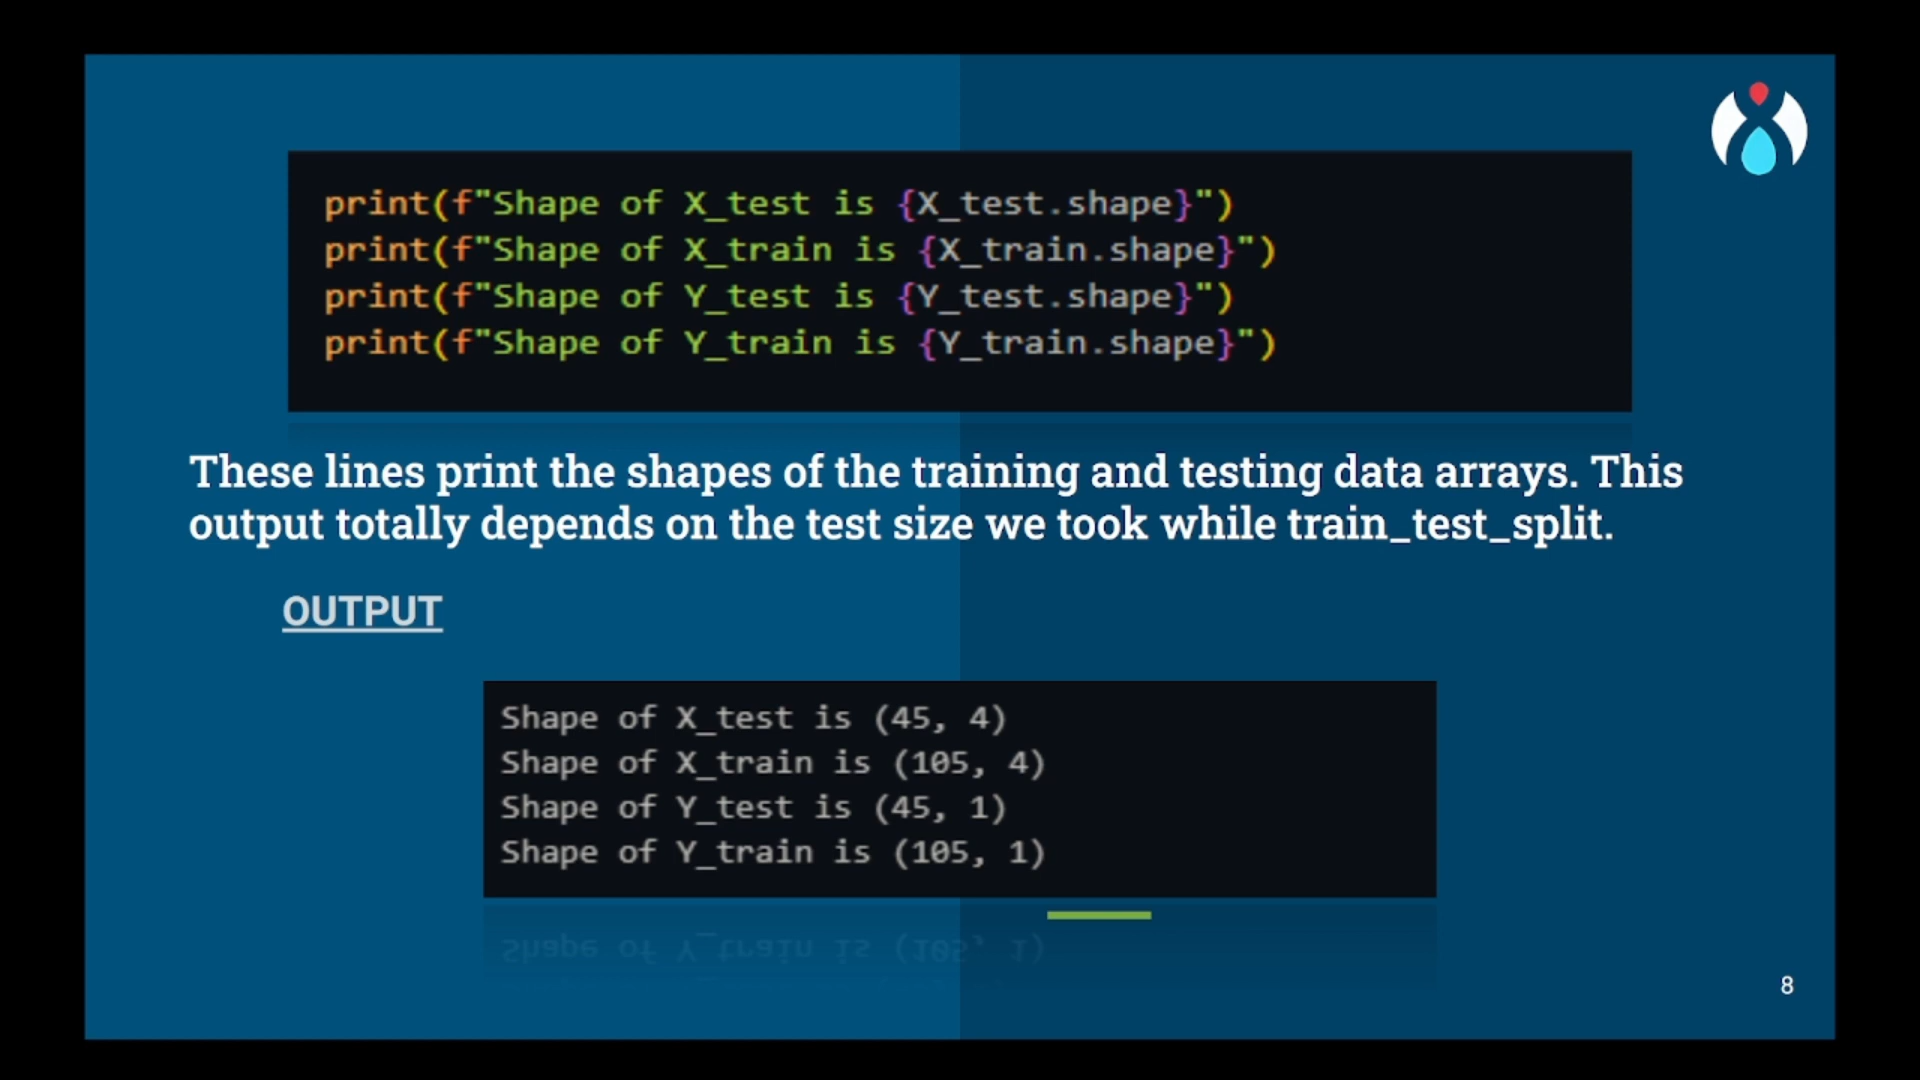 print(f"Shape of X_test is {X_test.shape}")
print(f"Shape of X_train is {X_train.shape}")
print(f"Shape of Y_test is {Y_test.shape}")
print(f"Shape of Y_train is {Y_train.shape}")
These lines print the shapes of the training and testing data arrays. This
output totally depends on the test size we took while train_test_split.
OUTPUT
Shape of X_test is (45, 4)
Shape of X_train is (105, 4)
Shape of Y_test is (45, 1)
Shape of Y_train is (105, 1)
8